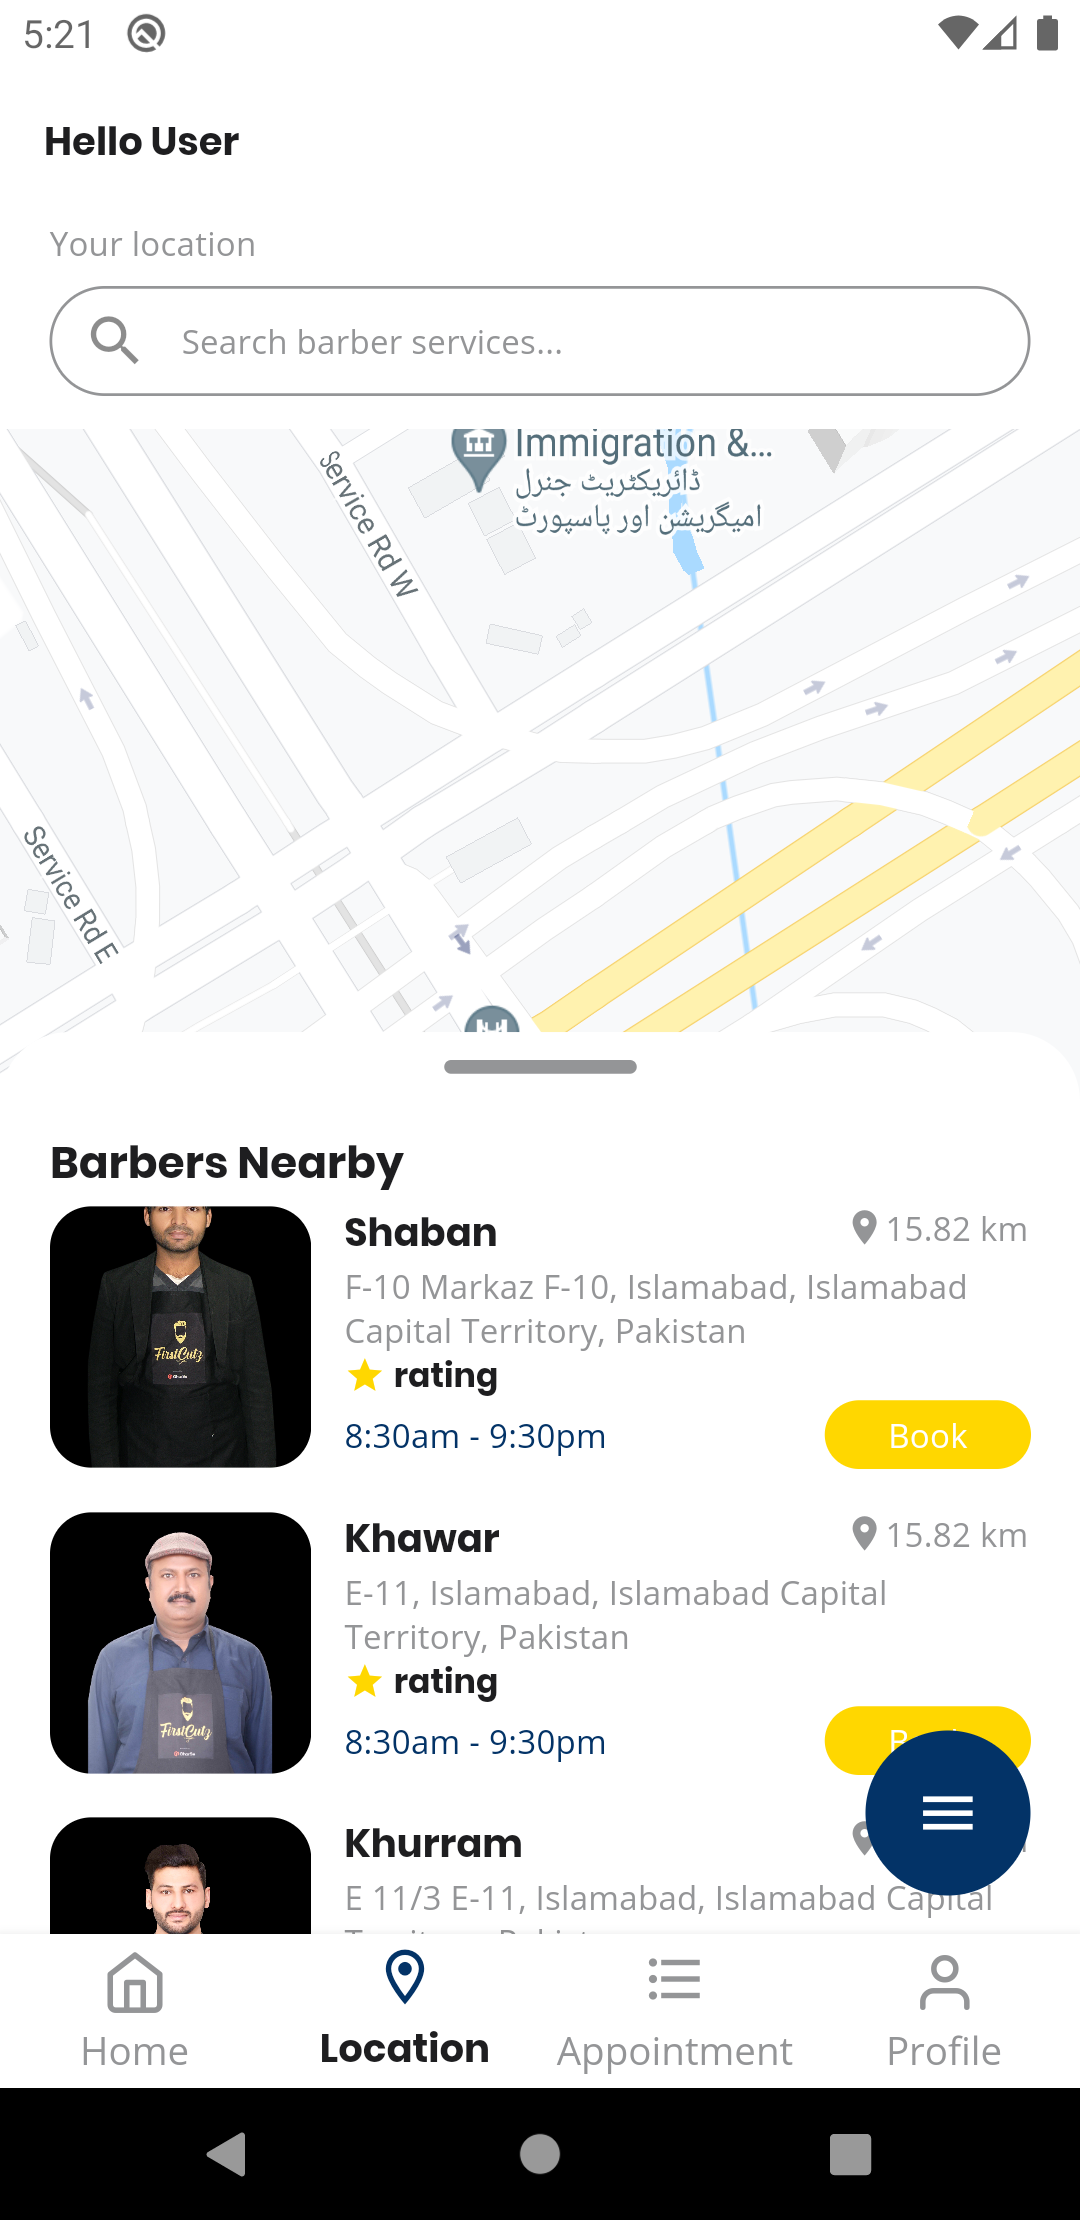 5:21
Hello User
Your location
Search barber services...
Immigration &...
ڈائریکٹریٹ جنرل
امیگریشن اور پاسپورٹ
Service Rd W
Service Rd E
Barbers Nearby
Shaban
15.82 km
F-10 Markaz F-10, Islamabad, Islamabad
Capital Territory, Pakistan
rating
8:30am - 9:30pm
Book
FirstCutz
Khawar
15.82 km
E-11, Islamabad, Islamabad Capital
Territory, Pakistan
rating
8:30am - 9:30pm
FirstCutz
Khurram
E 11/3 E-11, Islamabad, Islamabad Capital
Home
Location
Appointment
Profile